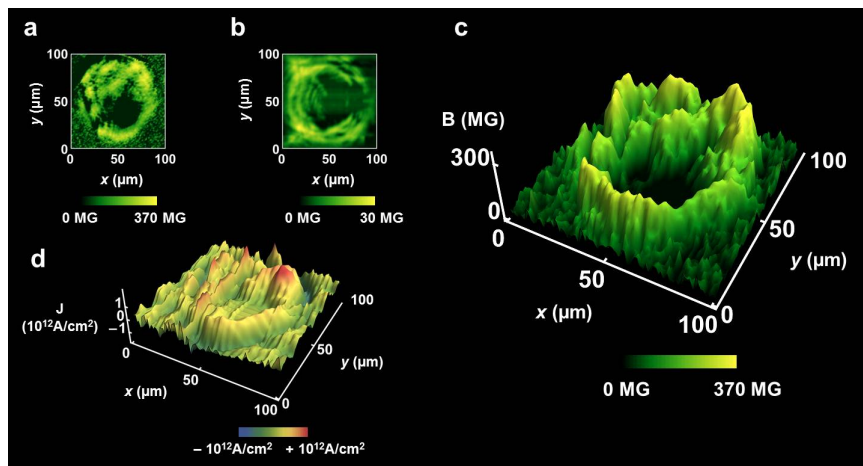 a
100
y (µm)
50
0
0
50
100
x (µm)
0 MG
370 MG
b
100
y (µm)
50
0
0
50
100
x (µm)
0 MG
30 MG
c
B (MG)
300
0
0
50
100
x (µm)
0
50
100
y (µm)
0 MG
370 MG
d
J
(10¹²A/cm²)
1
0
–1
0
50
100
x (µm)
0
50
100
y (µm)
– 10¹²A/cm²
+ 10¹²A/cm²